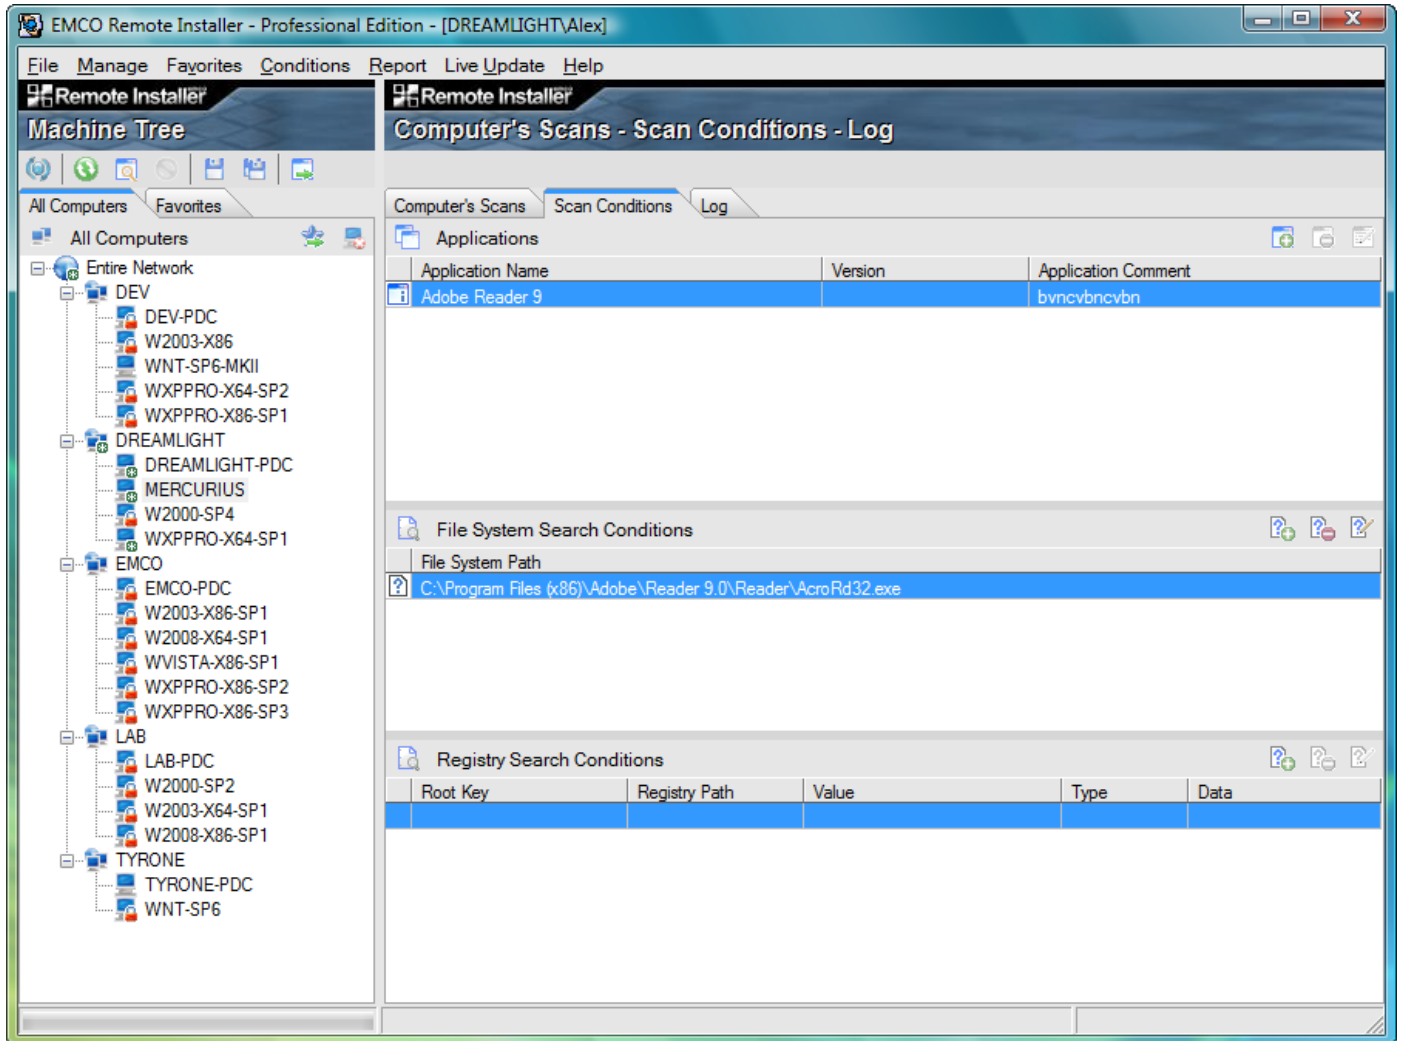 EMCO Remote Installer - Professional Edition - [DREAMLIGHT\Alex]
File Manage Favorites Conditions Report Live Update Help
Remote Installer
Machine Tree
All Computers Favorites
All Computers
Entire Network
DEV
DEV-PDC
W2003-X86
WNT-SP6-MKII
WXPPRO-X64-SP2
WXPPRO-X86-SP1
DREAMLIGHT
DREAMLIGHT-PDC
MERCURIUS
W2000-SP4
WXPPRO-X64-SP1
EMCO
EMCO-PDC
W2003-X86-SP1
W2008-X64-SP1
WVISTA-X86-SP1
WXPPRO-X86-SP2
WXPPRO-X86-SP3
LAB
LAB-PDC
W2000-SP2
W2003-X64-SP1
W2008-X86-SP1
TYRONE
TYRONE-PDC
WNT-SP6
Remote Installer
Computer's Scans - Scan Conditions - Log
Computer's Scans Scan Conditions Log
Applications
Application Name Version Application Comment
Adobe Reader 9 bvncvbncvbn
File System Search Conditions
File System Path
C:\Program Files (x86)\Adobe\Reader 9.0\Reader\AcroRd32.exe
Registry Search Conditions
Root Key Registry Path Value Type Data